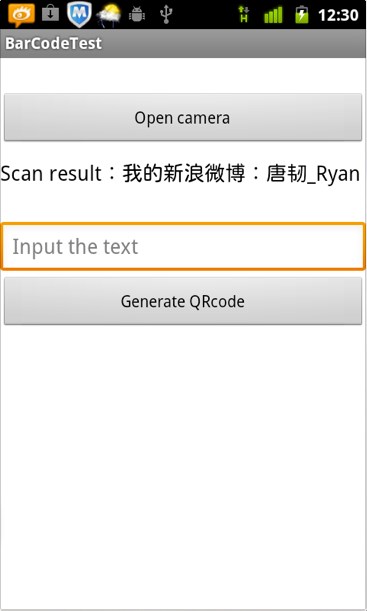 12:30
BarCodeTest
Open camera
Scan result：我的新浪微博：唐韧_Ryan
Input the text
Generate QRcode